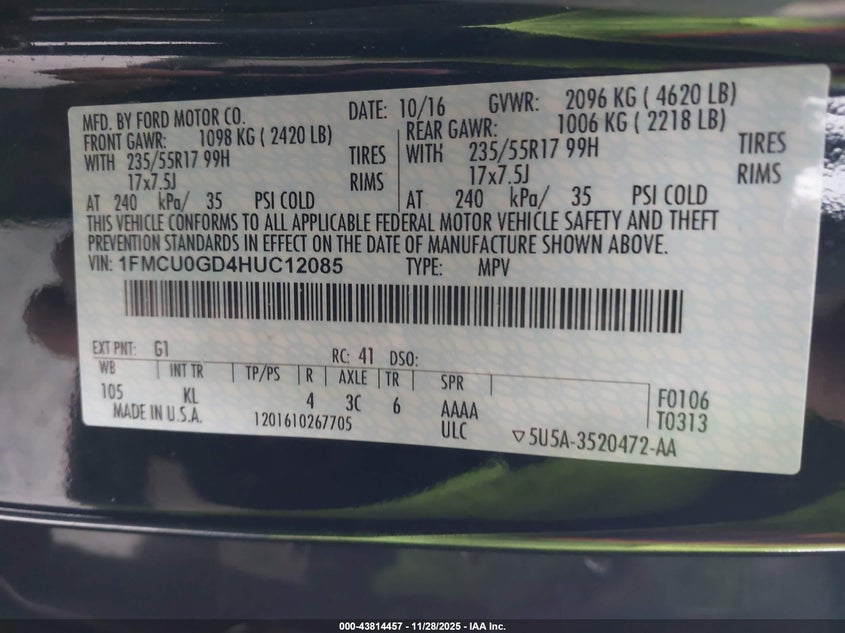 MFD. BY FORD MOTOR CO. DATE: 10/16 GVWR: 2096 KG ( 4620 LB)
FRONT GAWR: 1098 KG ( 2420 LB) REAR GAWR: 1006 KG ( 2218 LB)
WITH 235/55R17 99H TIRES WITH 235/55R17 99H TIRES
17x7.5J RIMS 17x7.5J RIMS
AT 240 kPa/ 35 PSI COLD AT 240 kPa/ 35 PSI COLD
THIS VEHICLE CONFORMS TO ALL APPLICABLE FEDERAL MOTOR VEHICLE SAFETY AND THEFT
PREVENTION STANDARDS IN EFFECT ON THE DATE OF MANUFACTURE SHOWN ABOVE.
VIN: 1FMCU0GD4HUC12085 TYPE: MPV
EXT PNT: G1 RC: 41 DSO:
WB INT TR TP/PS R AXLE TR SPR
105 KL 4 3C 6 AAAA F0106
MADE IN U.S.A. 1201610267705 ULC T0313
▽5U5A-3520472-AA
000-43814457 - 11/28/2025 - IAA Inc.